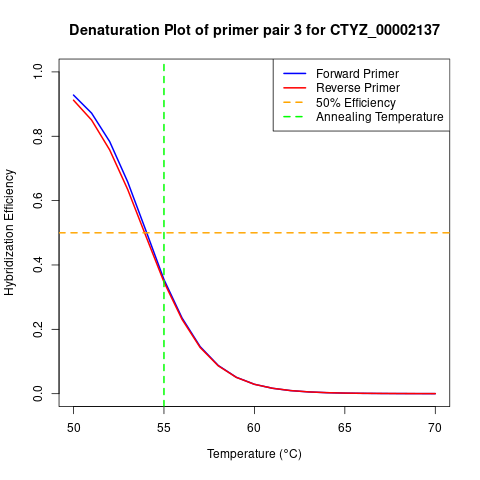 Denaturation Plot of primer pair 3 for CTYZ_00002137
Forward Primer
Reverse Primer
50% Efficiency
Annealing Temperature
Hybridization Efficiency
1.0
0.8
0.6
0.4
0.2
0.0
50 55 60 65 70
Temperature (°C)